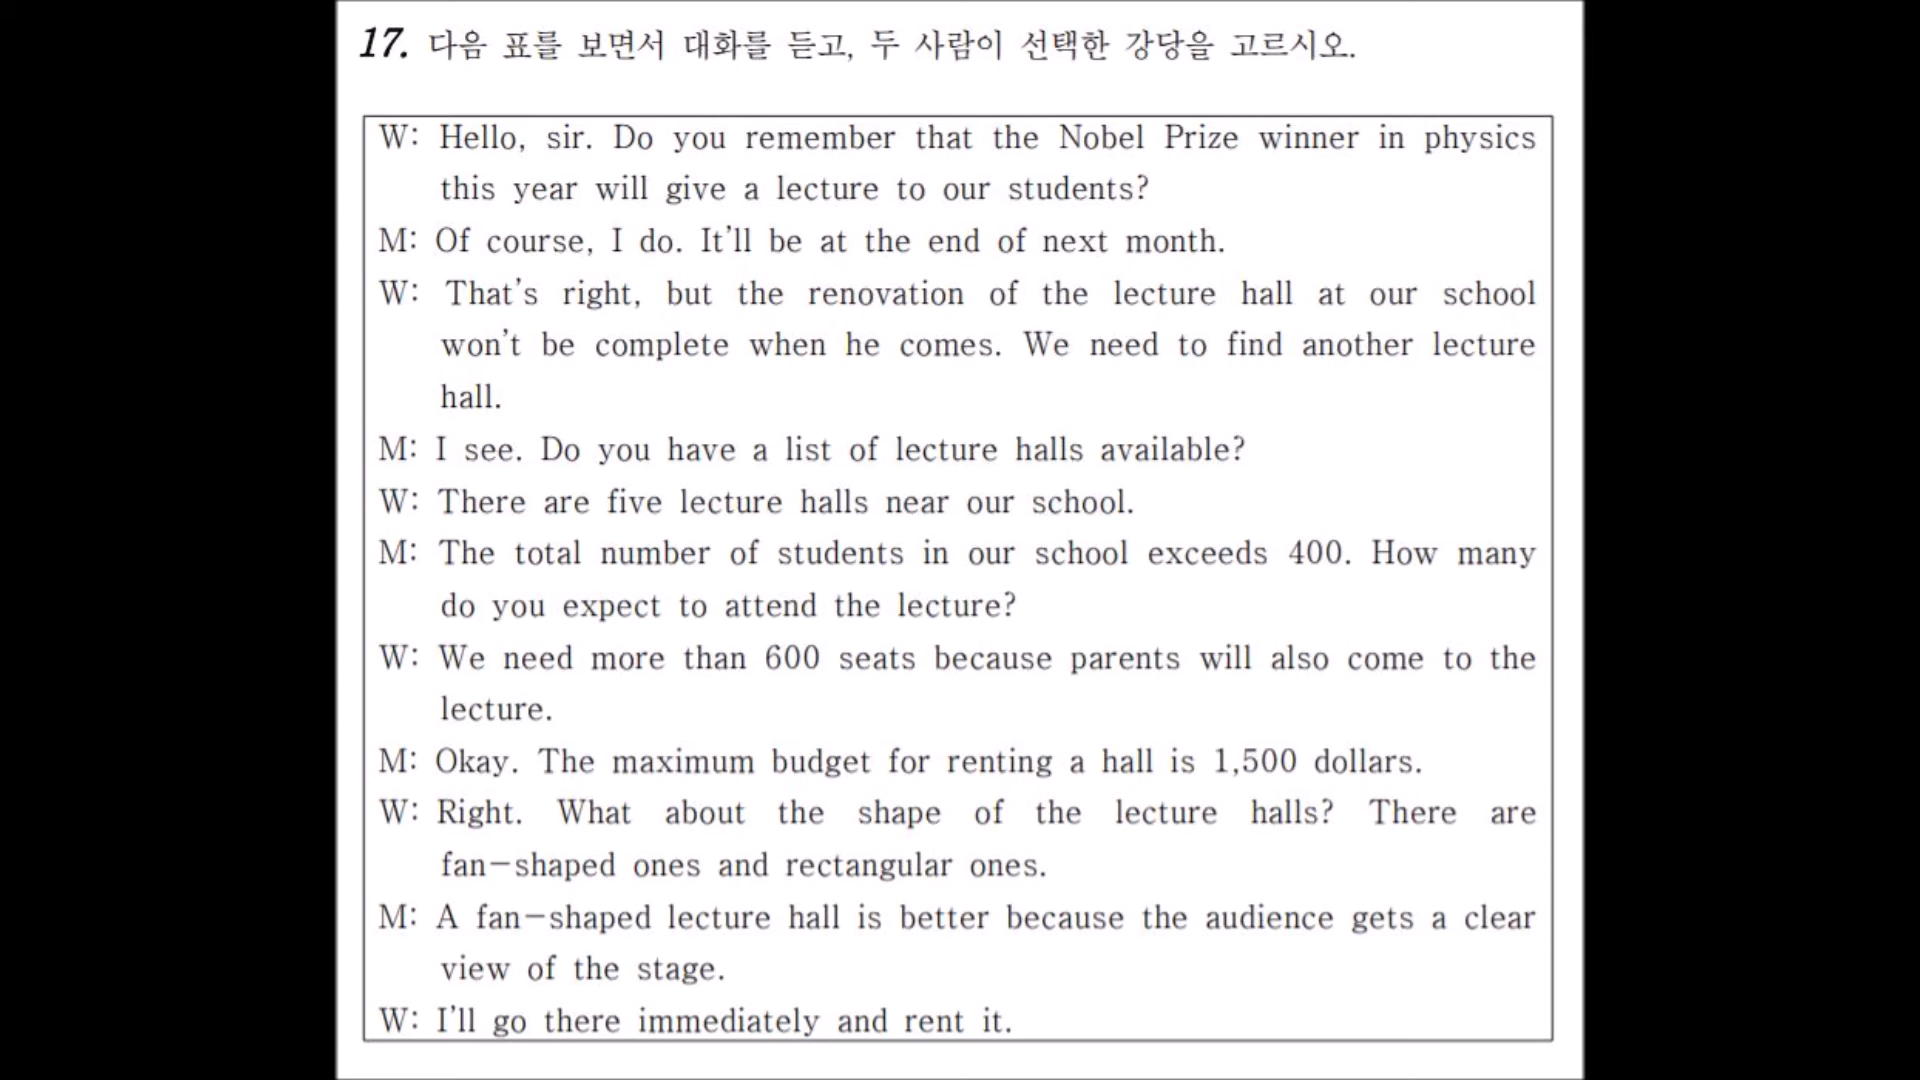 17. 다음 표를 보면서 대화를 듣고, 두 사람이 선택한 강당을 고르시오.
W: Hello, sir. Do you remember that the Nobel Prize winner in physics
this year will give a lecture to our students?
M: Of course, I do. It’ll be at the end of next month.
W: That’s right, but the renovation of the lecture hall at our school
won’t be complete when he comes. We need to find another lecture
hall.
M: I see. Do you have a list of lecture halls available?
W: There are five lecture halls near our school.
M: The total number of students in our school exceeds 400. How many
do you expect to attend the lecture?
W: We need more than 600 seats because parents will also come to the
lecture.
M: Okay. The maximum budget for renting a hall is 1,500 dollars.
W: Right. What about the shape of the lecture halls? There are
fan-shaped ones and rectangular ones.
M: A fan-shaped lecture hall is better because the audience gets a clear
view of the stage.
W: I’ll go there immediately and rent it.